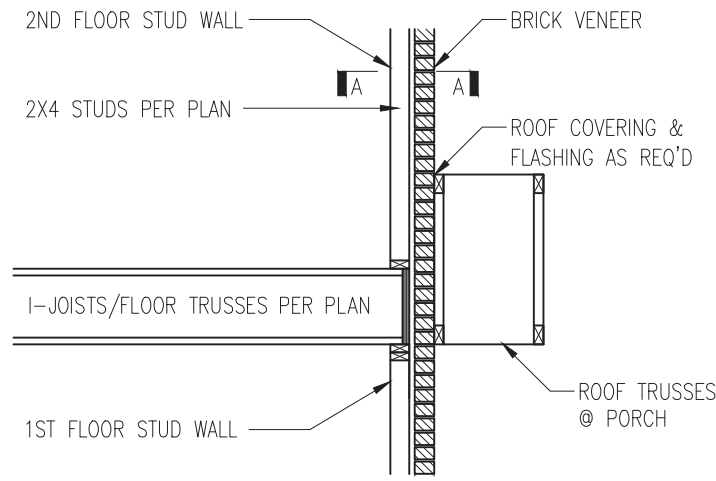 2ND FLOOR STUD WALL
BRICK VENEER
A
A
2X4 STUDS PER PLAN
ROOF COVERING &
FLASHING AS REQ'D
I-JOISTS/FLOOR TRUSSES PER PLAN
ROOF TRUSSES
@ PORCH
1ST FLOOR STUD WALL